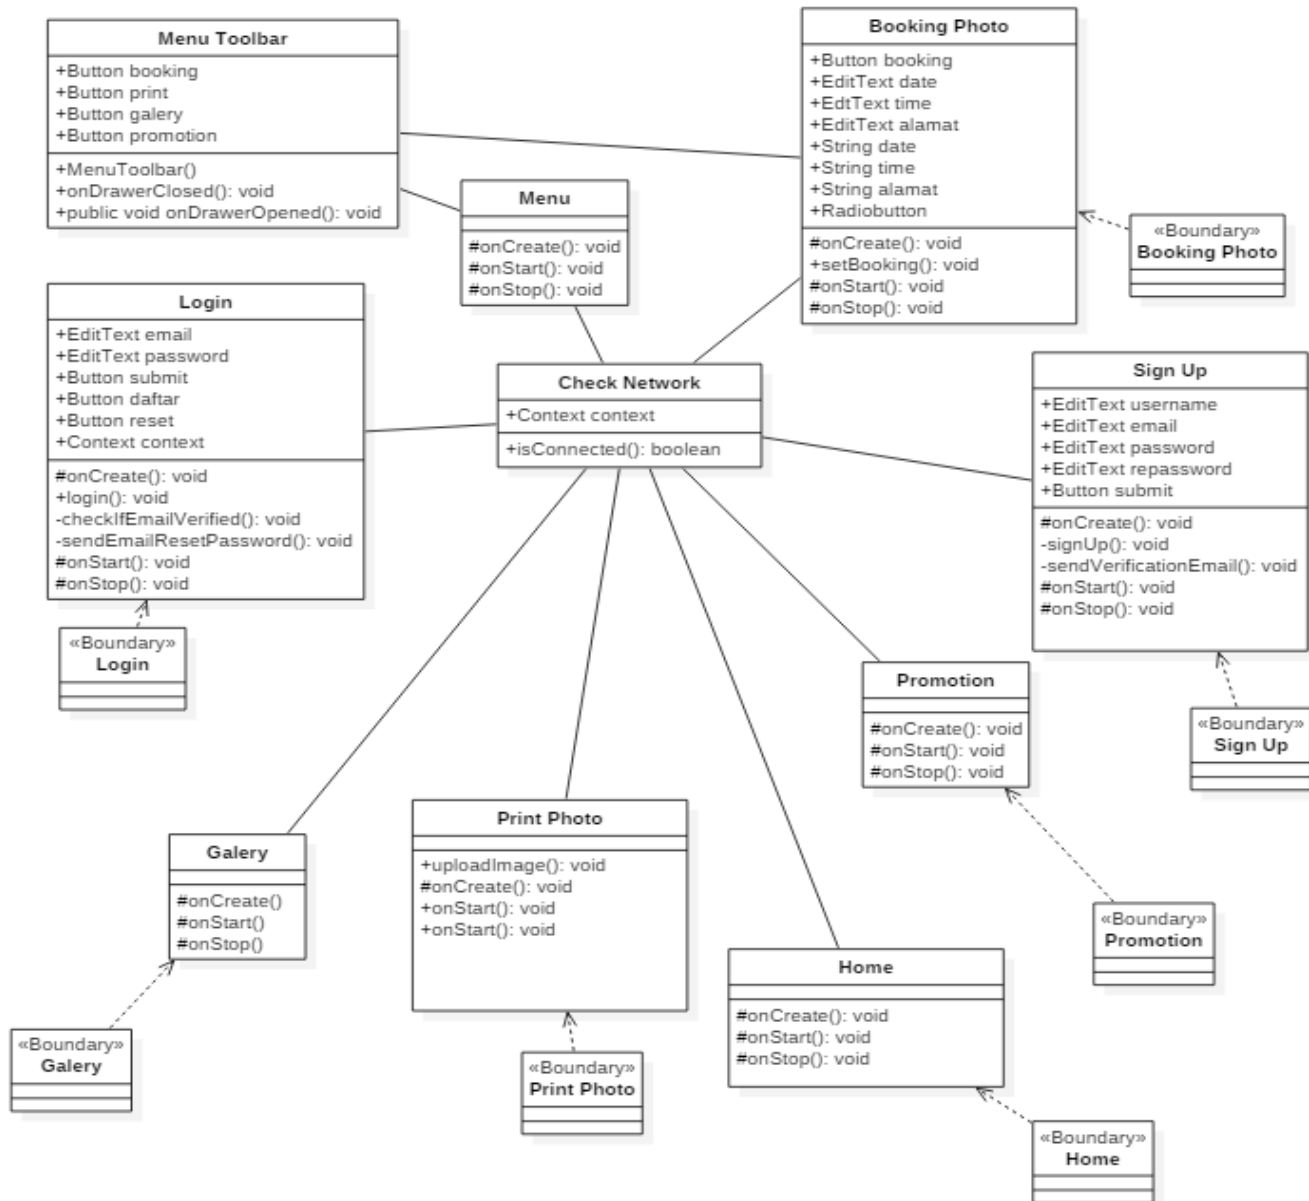 Menu Toolbar
+Button booking
+Button print
+Button galery
+Button promotion
+MenuToolbar()
+onDrawerClosed(): void
+public void onDrawerOpened(): void
Booking Photo
+Button booking
+EditText date
+EdtText time
+EditText alamat
+String date
+String time
+String alamat
+Radiobutton
#onCreate(): void
+setBooking(): void
#onStart(): void
#onStop(): void
Menu
#onCreate(): void
#onStart(): void
#onStop(): void
«Boundary»
Booking Photo
Login
+EditText email
+EditText password
+Button submit
+Button daftar
+Button reset
+Context context
#onCreate(): void
+login(): void
-checkIfEmailVerified(): void
-sendEmailResetPassword(): void
#onStart(): void
#onStop(): void
Check Network
+Context context
+isConnected(): boolean
Sign Up
+EditText username
+EditText email
+EditText password
+EditText repassword
+Button submit
#onCreate(): void
-signUp(): void
-sendVerificationEmail(): void
#onStart(): void
#onStop(): void
«Boundary»
Login
Promotion
#onCreate(): void
#onStart(): void
#onStop(): void
«Boundary»
Sign Up
Galery
#onCreate()
#onStart()
#onStop()
Print Photo
+uploadImage(): void
#onCreate(): void
+onStart(): void
+onStart(): void
«Boundary»
Promotion
Home
#onCreate(): void
#onStart(): void
#onStop(): void
«Boundary»
Galery
«Boundary»
Print Photo
«Boundary»
Home